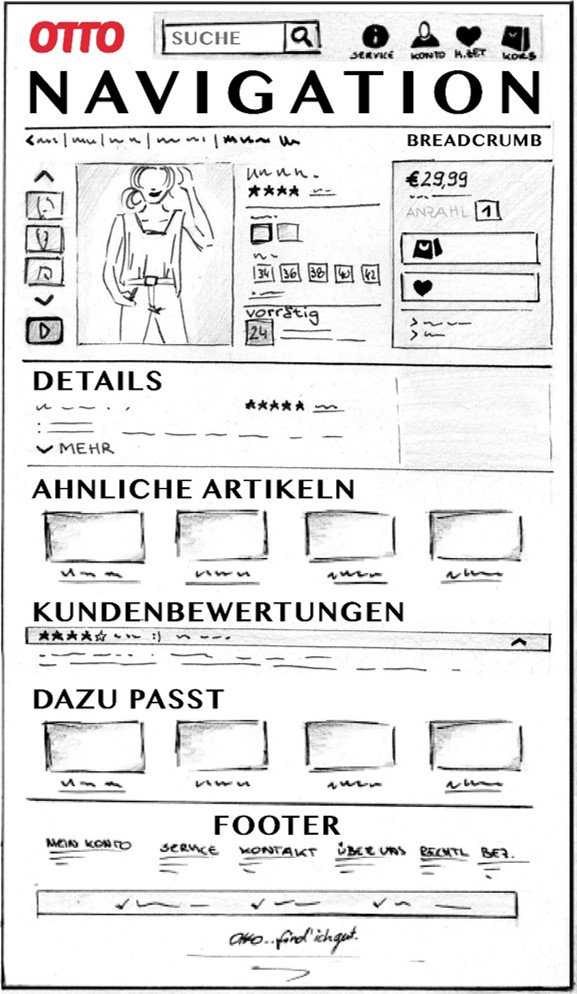 OTTO
SUCHE
SERVICE KONTO M.ZET KORB
NAVIGATION
BREADCRUMB
€29,99
ANZAHL 1
34 36 38 40 42
vorrätig
24
DETAILS
MEHR
AHNLICHE ARTIKELN
KUNDENBEWERTUNGEN
:)
DAZU PASST
FOOTER
MEIN KONTO SERVICE KONTAKT ÜBER UNS RECHTL BEZ.
OTTO... find' ich gut.